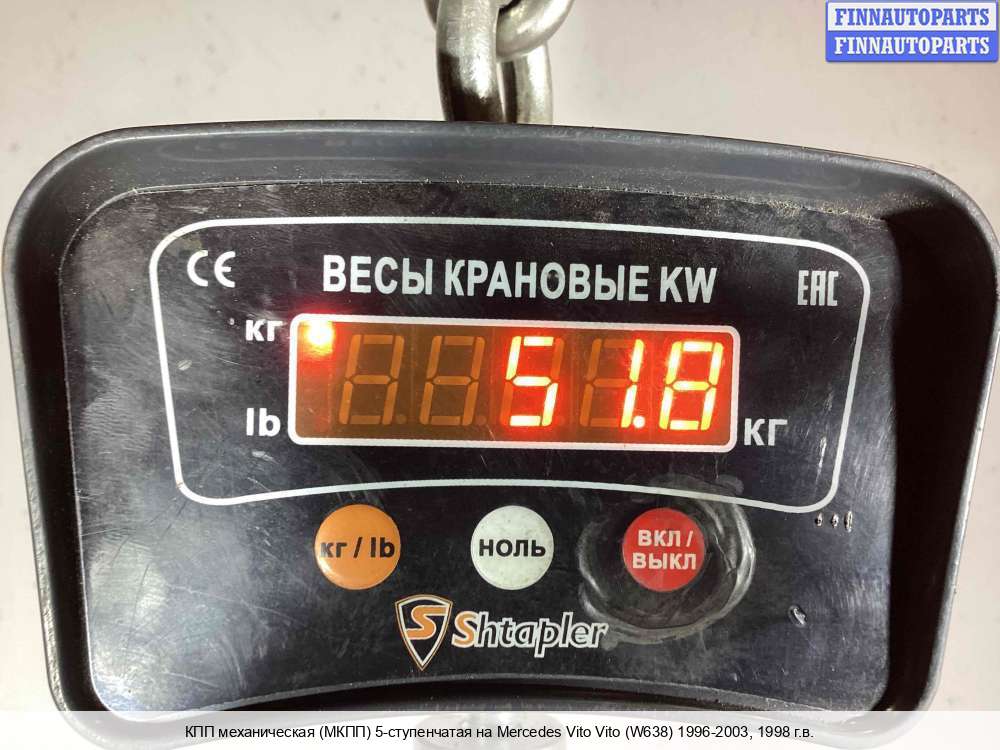 FINNAUTOPARTS
FINNAUTOPARTS
CE ВЕСЫ КРАНОВЫЕ KW EAC
кг
51.8
lb КГ
кг / lb НОЛЬ ВКЛ /
ВЫКЛ
S Shtapler
КПП механическая (МКПП) 5-ступенчатая на Mercedes Vito Vito (W638) 1996-2003, 1998 г.в.